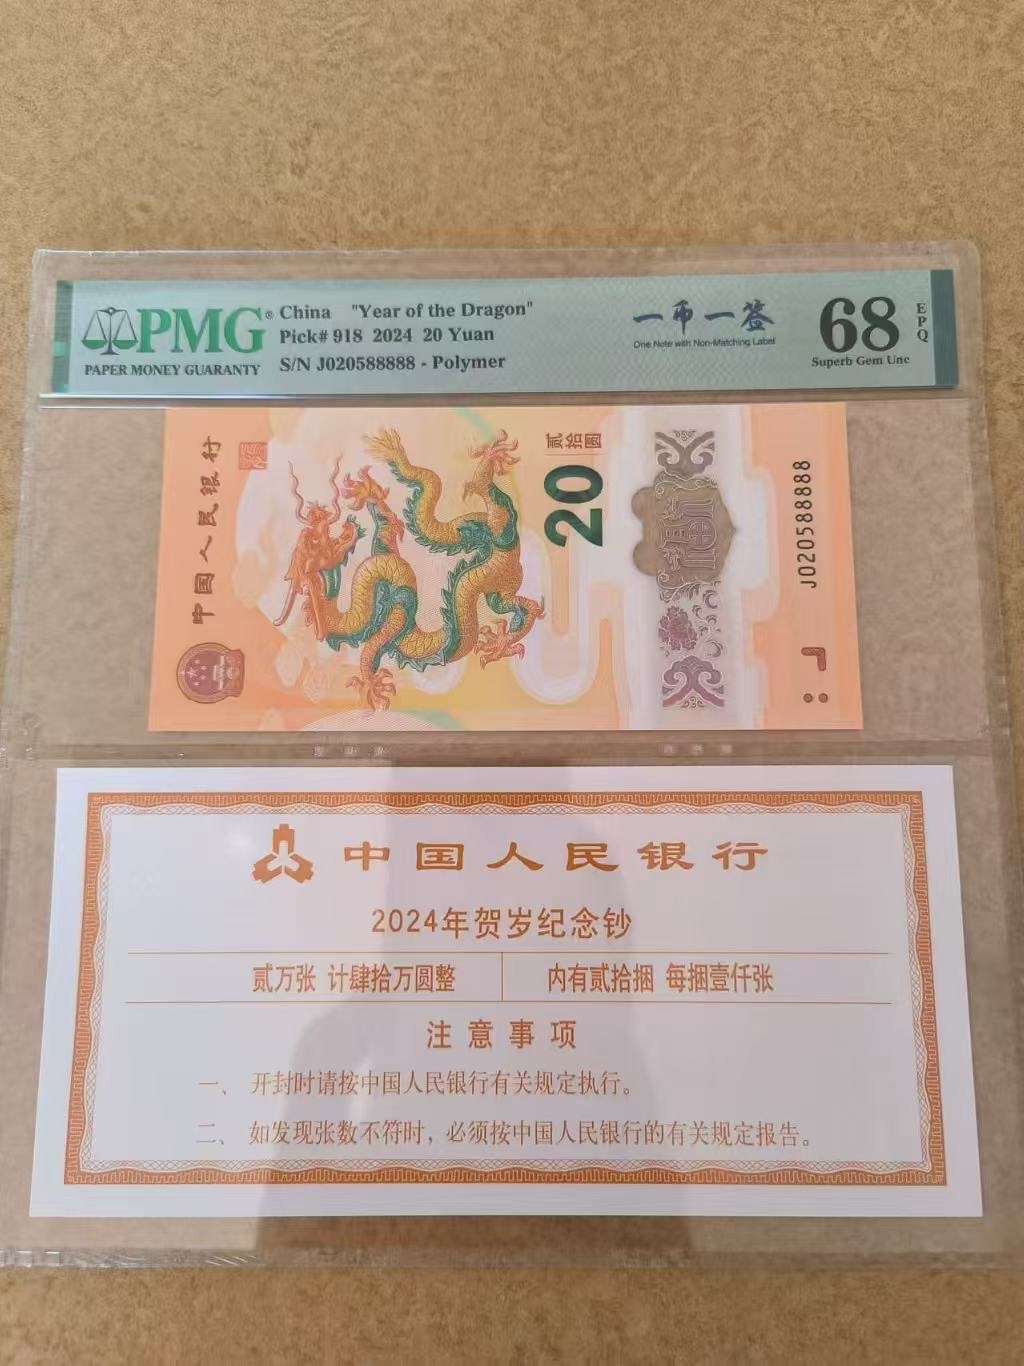 PMG®
PAPER MONEY GUARANTY
China "Year of the Dragon"
Pick# 918 2024 20 Yuan
S/N J020588888 - Polymer
一币一签
One Note with Non-Matching Label
68
EPQ
Superb Gem Unc
中国人民银行
贰拾圆
20
J020588888
中国人民银行
2024年贺岁纪念钞
贰万张 计肆拾万圆整
内有贰拾捆 每捆壹仟张
注意事项
一、 开封时请按中国人民银行有关规定执行。
二、 如发现张数不符时，必须按中国人民银行的有关规定报告。